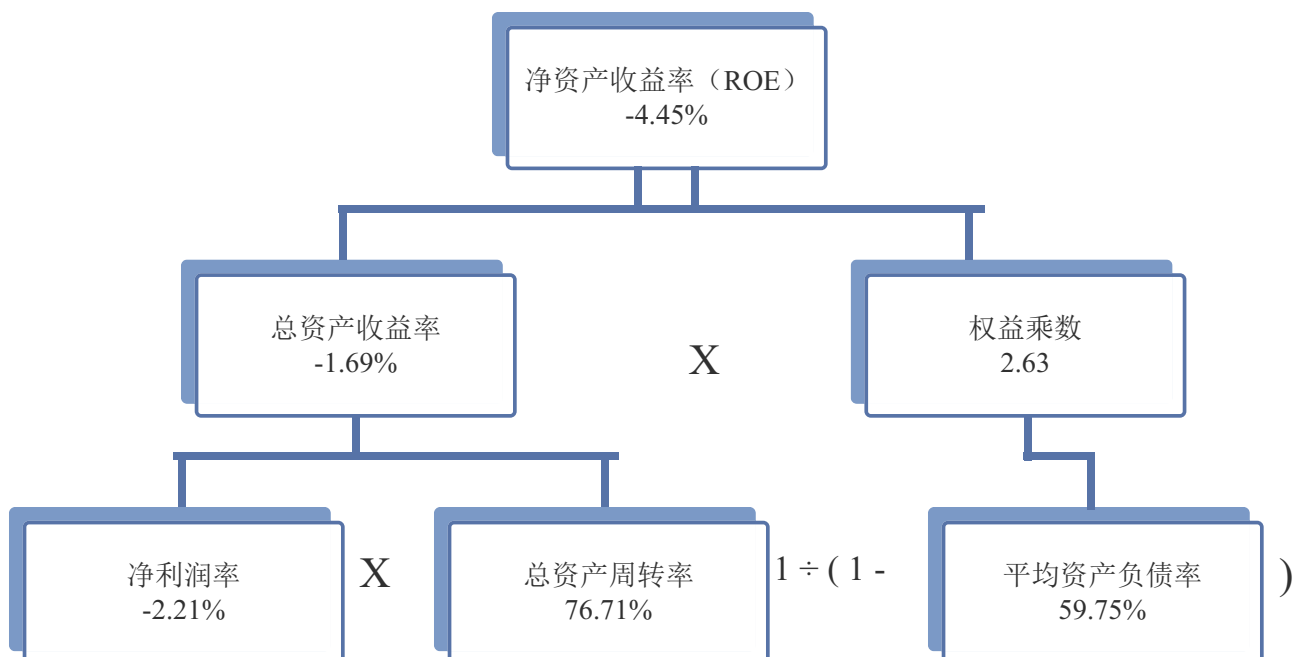 净资产收益率（ROE）
-4.45%
总资产收益率
-1.69%
X
权益乘数
2.63
净利润率
-2.21%
X
总资产周转率
76.71%
1 ÷ ( 1 -
平均资产负债率
59.75%
)